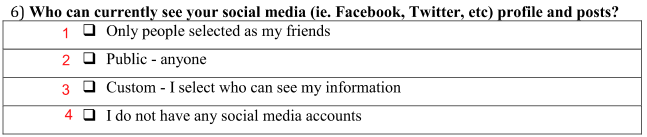 6) Who can currently see your social media (ie. Facebook, Twitter, etc) profile and posts?
1 ❑ Only people selected as my friends
2 ❑ Public - anyone
3 ❑ Custom - I select who can see my information
4 ❑ I do not have any social media accounts